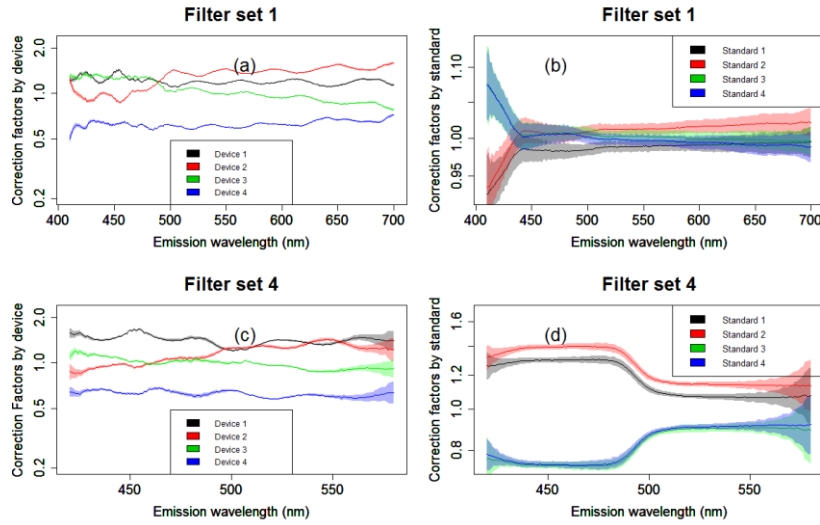 Filter set 1
Correction factors by device
2.0
1.0
0.5
0.2
(a)
Device 1
Device 2
Device 3
Device 4
400 450 500 550 600 650 700
Emission wavelength (nm)
Filter set 1
Correction factors by standard
1.10
1.00
0.95
(b)
Standard 1
Standard 2
Standard 3
Standard 4
400 450 500 550 600 650 700
Emission wavelength (nm)
Filter set 4
Correction Factors by device
2.0
1.0
0.5
0.2
(c)
Device 1
Device 2
Device 3
Device 4
450 500 550
Emission wavelength (nm)
Filter set 4
Correction factors by standard
1.6
1.2
1.0
0.8
(d)
Standard 1
Standard 2
Standard 3
Standard 4
450 500 550
Emission wavelength (nm)